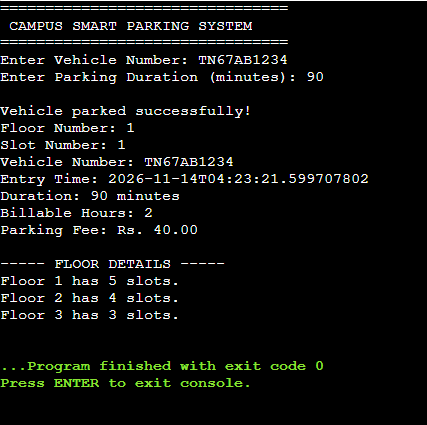 ================================
CAMPUS SMART PARKING SYSTEM
================================
Enter Vehicle Number: TN67AB1234
Enter Parking Duration (minutes): 90
Vehicle parked successfully!
Floor Number: 1
Slot Number: 1
Vehicle Number: TN67AB1234
Entry Time: 2026-11-14T04:23:21.599707802
Duration: 90 minutes
Billable Hours: 2
Parking Fee: Rs. 40.00
----- FLOOR DETAILS -----
Floor 1 has 5 slots.
Floor 2 has 4 slots.
Floor 3 has 3 slots.
...Program finished with exit code 0
Press ENTER to exit console.